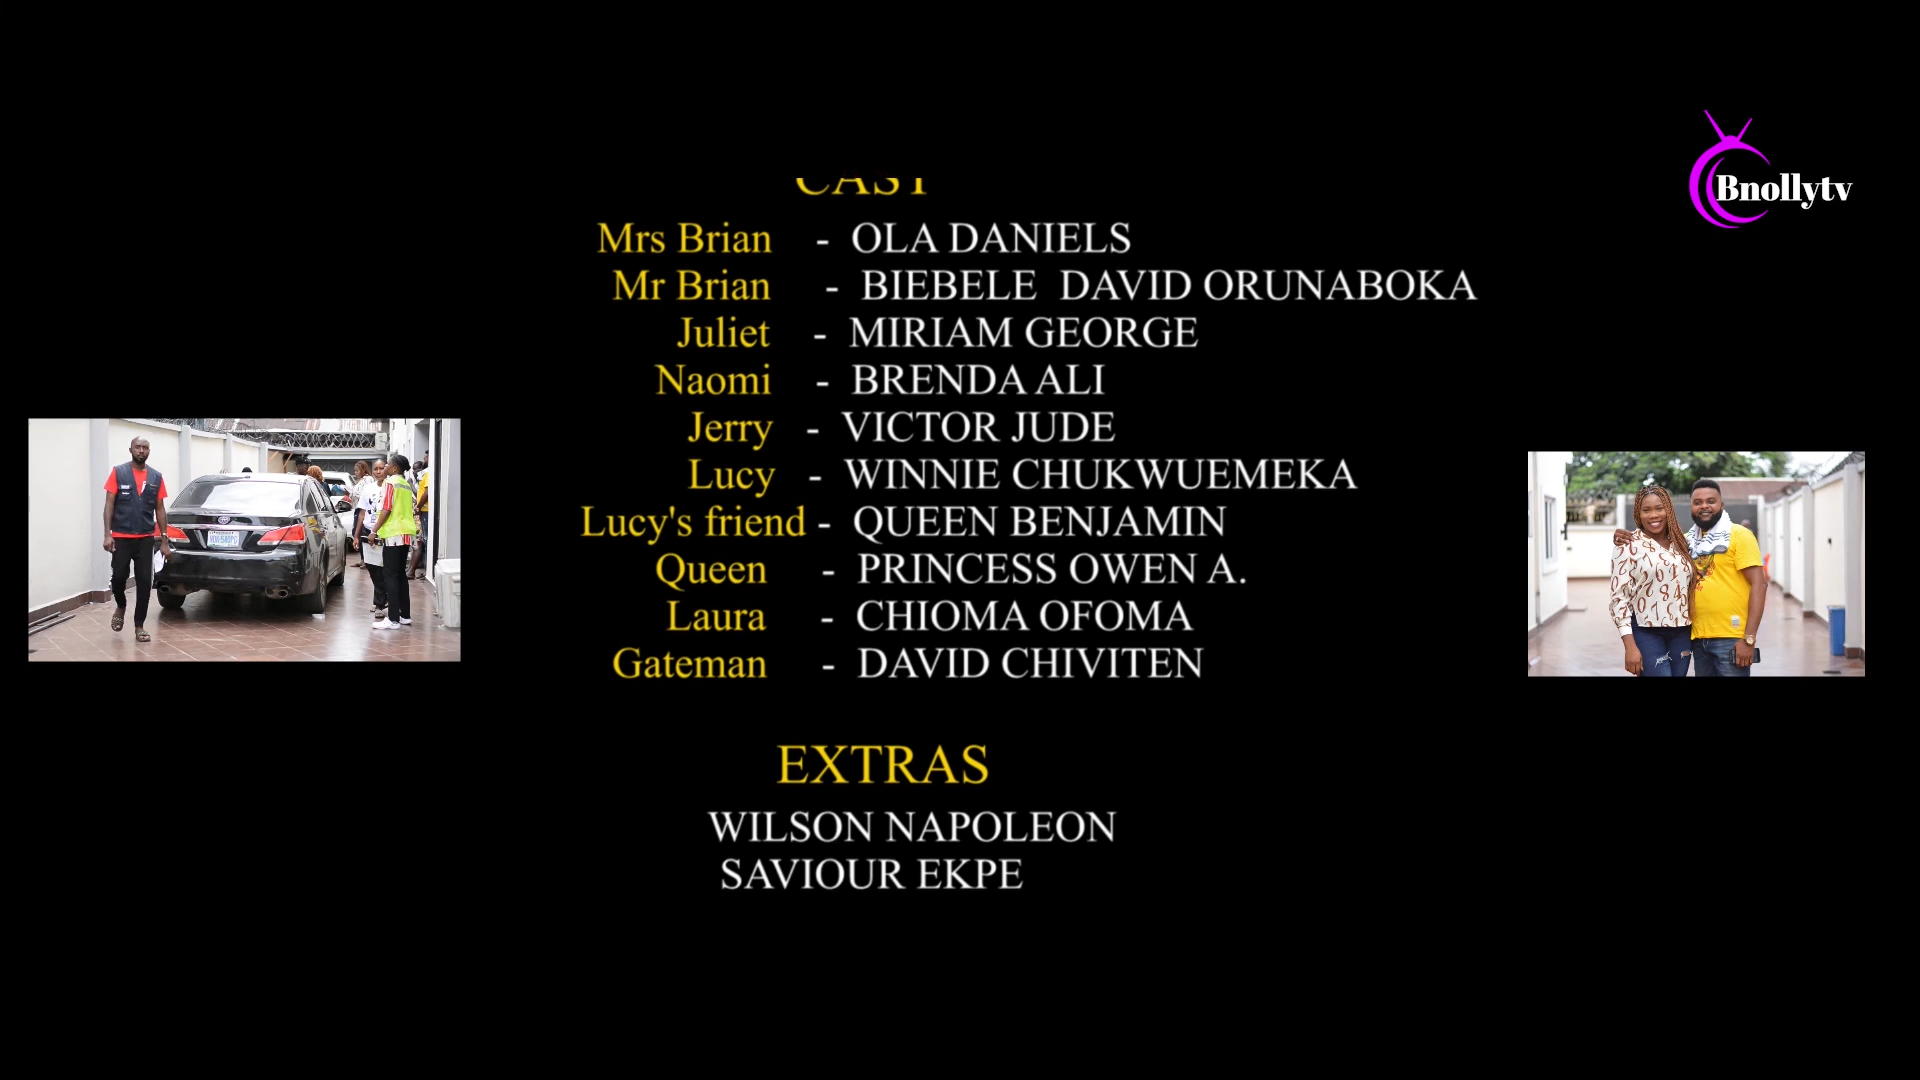 CAST
Bnollytv
Mrs Brian - OLA DANIELS
Mr Brian - BIEBELE DAVID ORUNABOKA
Juliet - MIRIAM GEORGE
Naomi - BRENDA ALI
Jerry - VICTOR JUDE
Lucy - WINNIE CHUKWUEMEKA
Lucy's friend - QUEEN BENJAMIN
Queen - PRINCESS OWEN A.
Laura - CHIOMA OFOMA
Gateman - DAVID CHIVITEN
EXTRAS
WILSON NAPOLEON
SAVIOUR EKPE